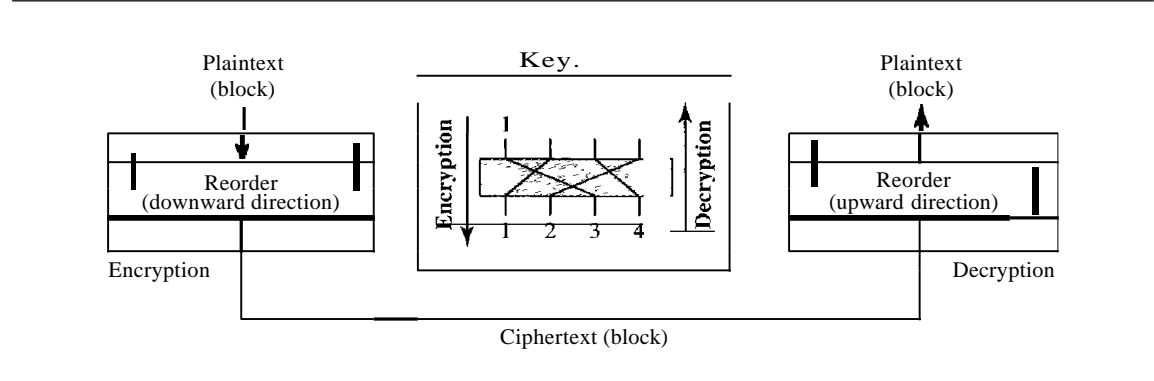 Key.
Plaintext
(block)
Plaintext
(block)
Encryption
1
Decryption
Reorder
(downward direction)
Reorder
(upward direction)
1 2 3 4
Encryption
Decryption
Ciphertext (block)